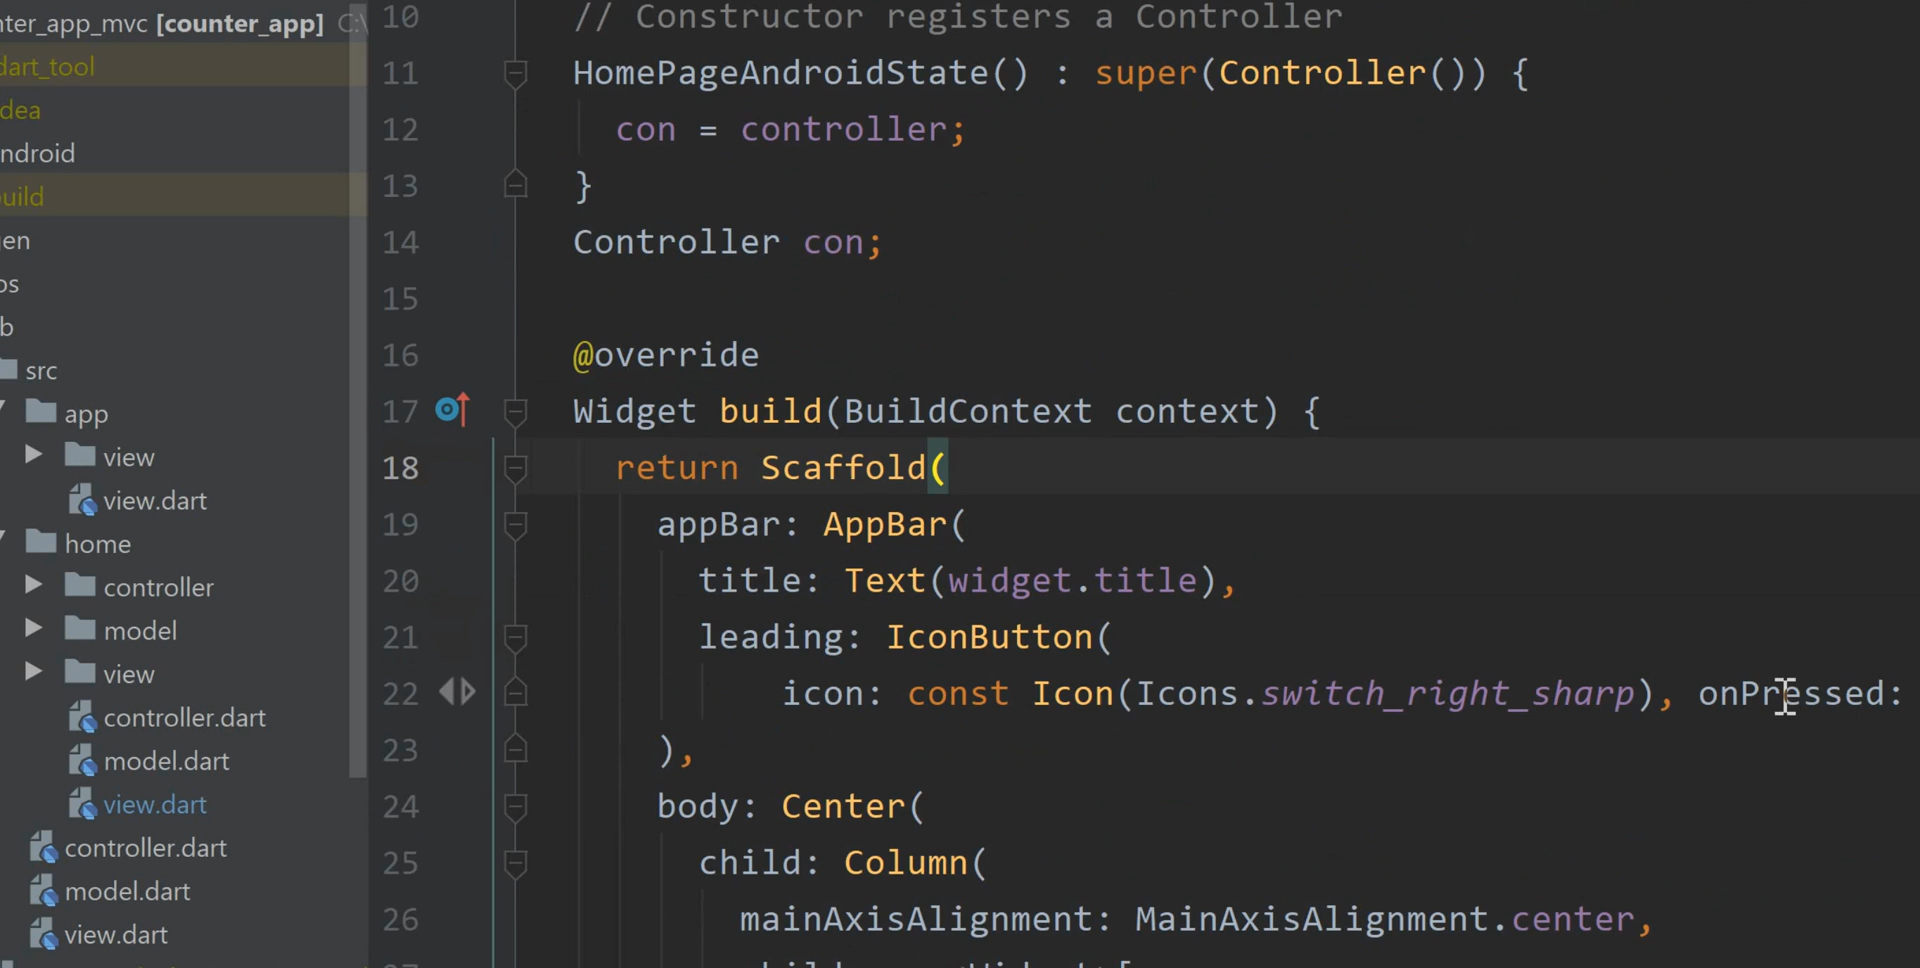 ter_app_mvc [counter_app] C:\
dart_tool
dea
ndroid
uild
gen
os
b
src
app
view
view.dart
home
controller
model
view
controller.dart
model.dart
view.dart
controller.dart
model.dart
view.dart
10 // Constructor registers a Controller
11 HomePageAndroidState() : super(Controller()) {
12 con = controller;
13 }
14 Controller con;
15
16 @override
17 Widget build(BuildContext context) {
18 return Scaffold(
19 appBar: AppBar(
20 title: Text(widget.title),
21 leading: IconButton(
22 icon: const Icon(Icons.switch_right_sharp), onPressed:
23 ),
24 body: Center(
25 child: Column(
26 mainAxisAlignment: MainAxisAlignment.center,